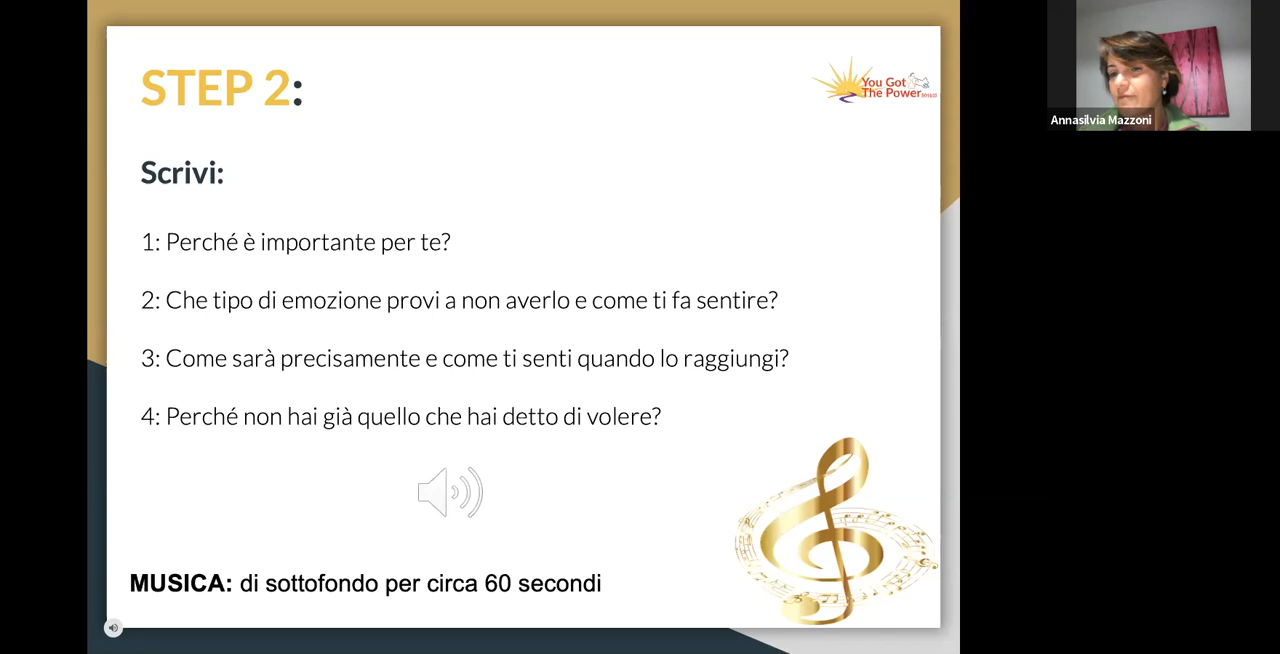 STEP 2:
You Got
The Power
Scrivi:
1: Perché è importante per te?
2: Che tipo di emozione provi a non averlo e come ti fa sentire?
3: Come sarà precisamente e come ti senti quando lo raggiungi?
4: Perché non hai già quello che hai detto di volere?
MUSICA: di sottofondo per circa 60 secondi
Annasilvia Mazzoni